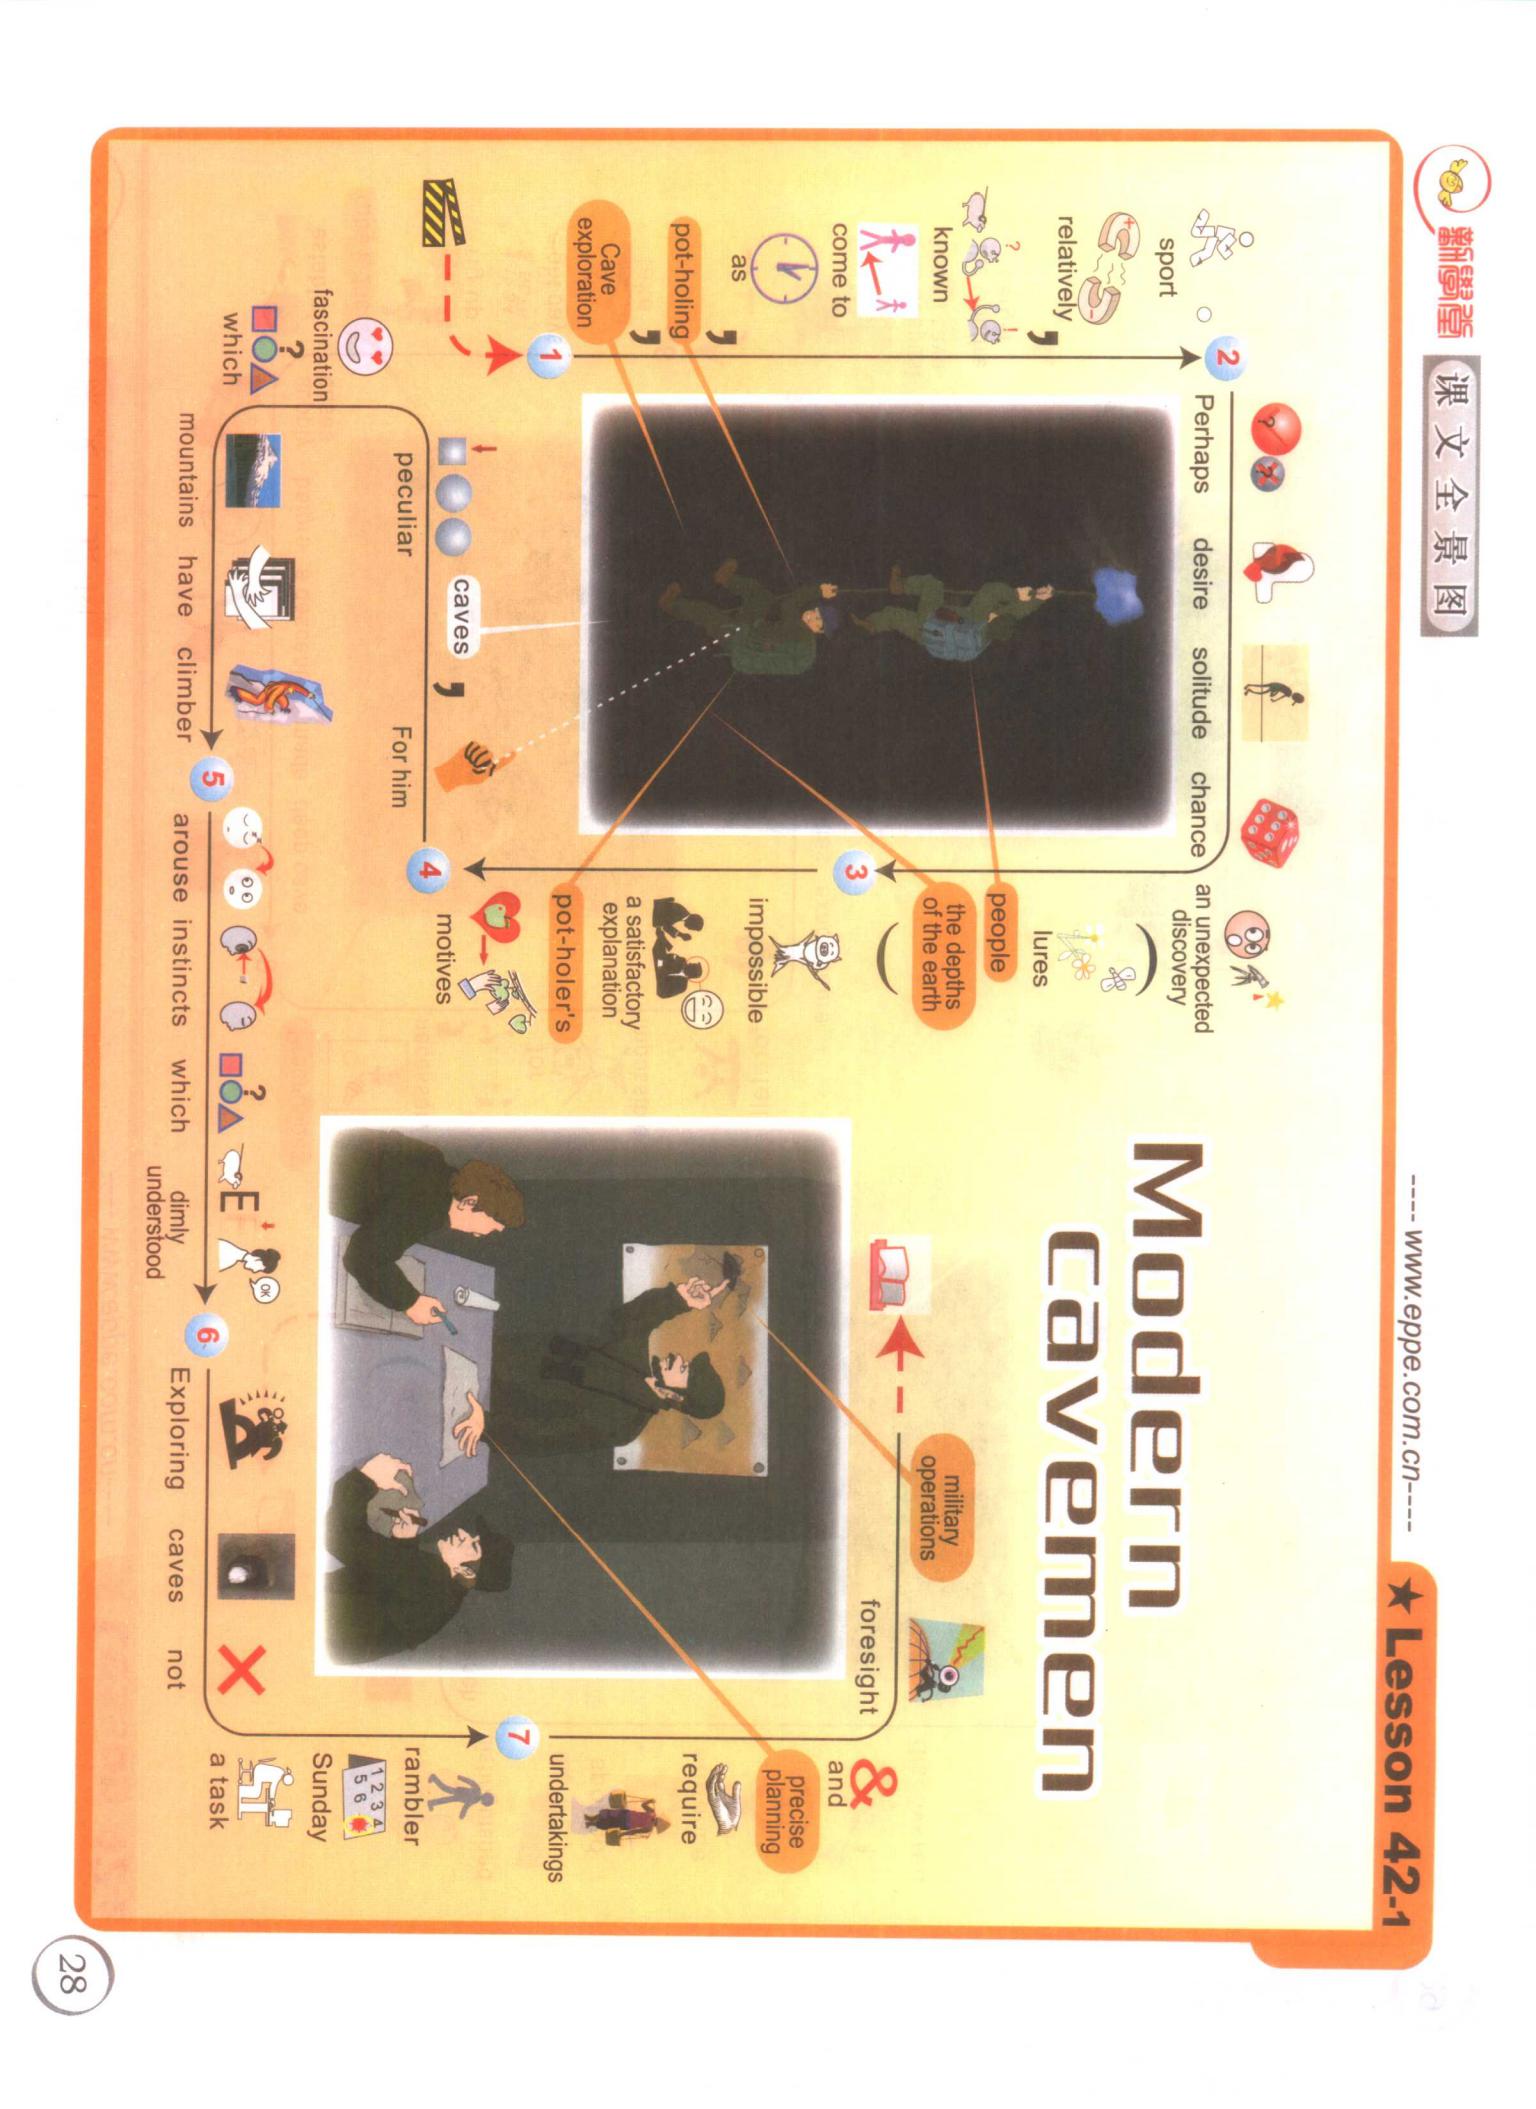 新學堂
课文全景图
---- www.eppe.com.cn----
★ Lesson 42-1
Modern
cavemen
1
Cave
exploration
,
pot-holing
,
as
come to
known
,
relatively
sport
2
Perhaps desire solitude chance
an unexpected
discovery
(
lures
people
the depths
of the earth
)
3
impossible
a satisfactory
explanation
pot-holer's
motives
4
For him
,
caves
peculiar
fascination
which
?
mountains have climber
5
arouse instincts which dimly
understood
?
E
OK
6
Exploring caves not
a task
Sunday
1 2 3 4
5 6
rambler
7
undertakings
require
precise
planning
&
and
foresight
military
operations
28